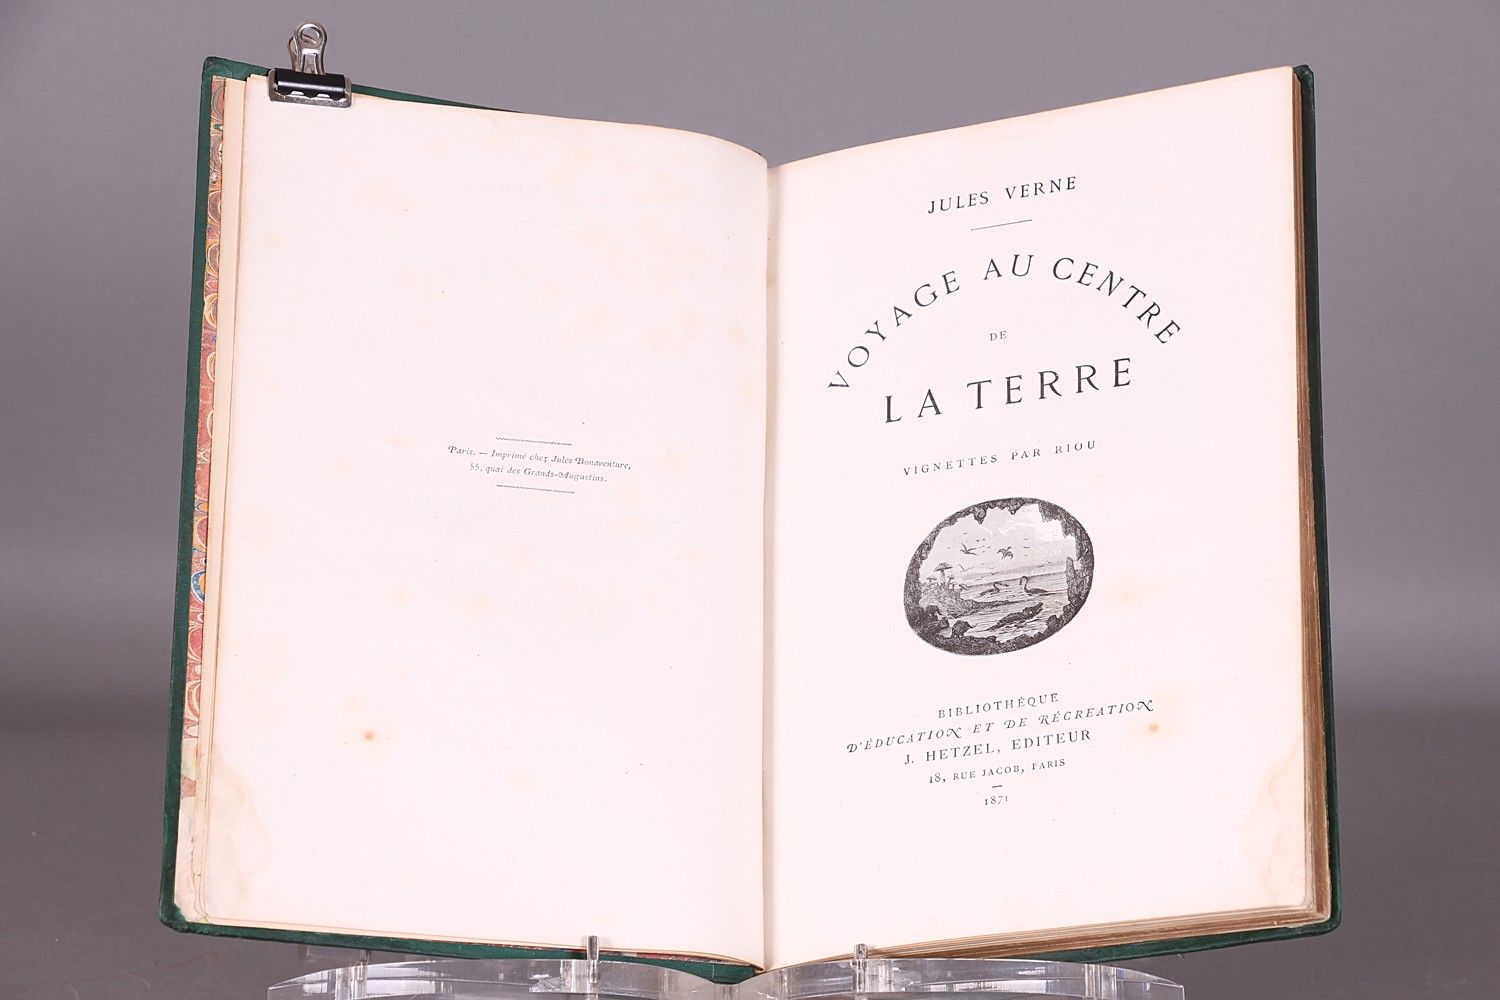 Paris. — Imprimé chez Jules Bonaventure,
55, quai des Grands-Augustins.
JULES VERNE
VOYAGE AU CENTRE
DE
LA TERRE
VIGNETTES PAR RIOU
BIBLIOTHÈQUE
D'ÉDUCATION ET DE RÉCRÉATION
J. HETZEL, EDITEUR
18, RUE JACOB, PARIS
1871